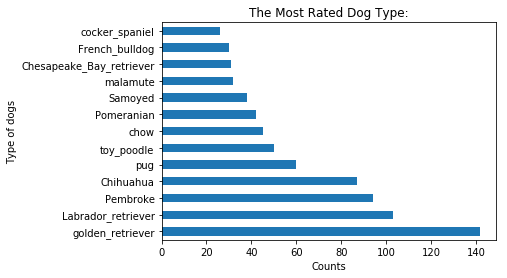 The Most Rated Dog Type:
cocker_spaniel
French_bulldog
Chesapeake_Bay_retriever
malamute
Samoyed
Pomeranian
chow
toy_poodle
pug
Chihuahua
Pembroke
Labrador_retriever
golden_retriever
Type of dogs
0 20 40 60 80 100 120 140
Counts